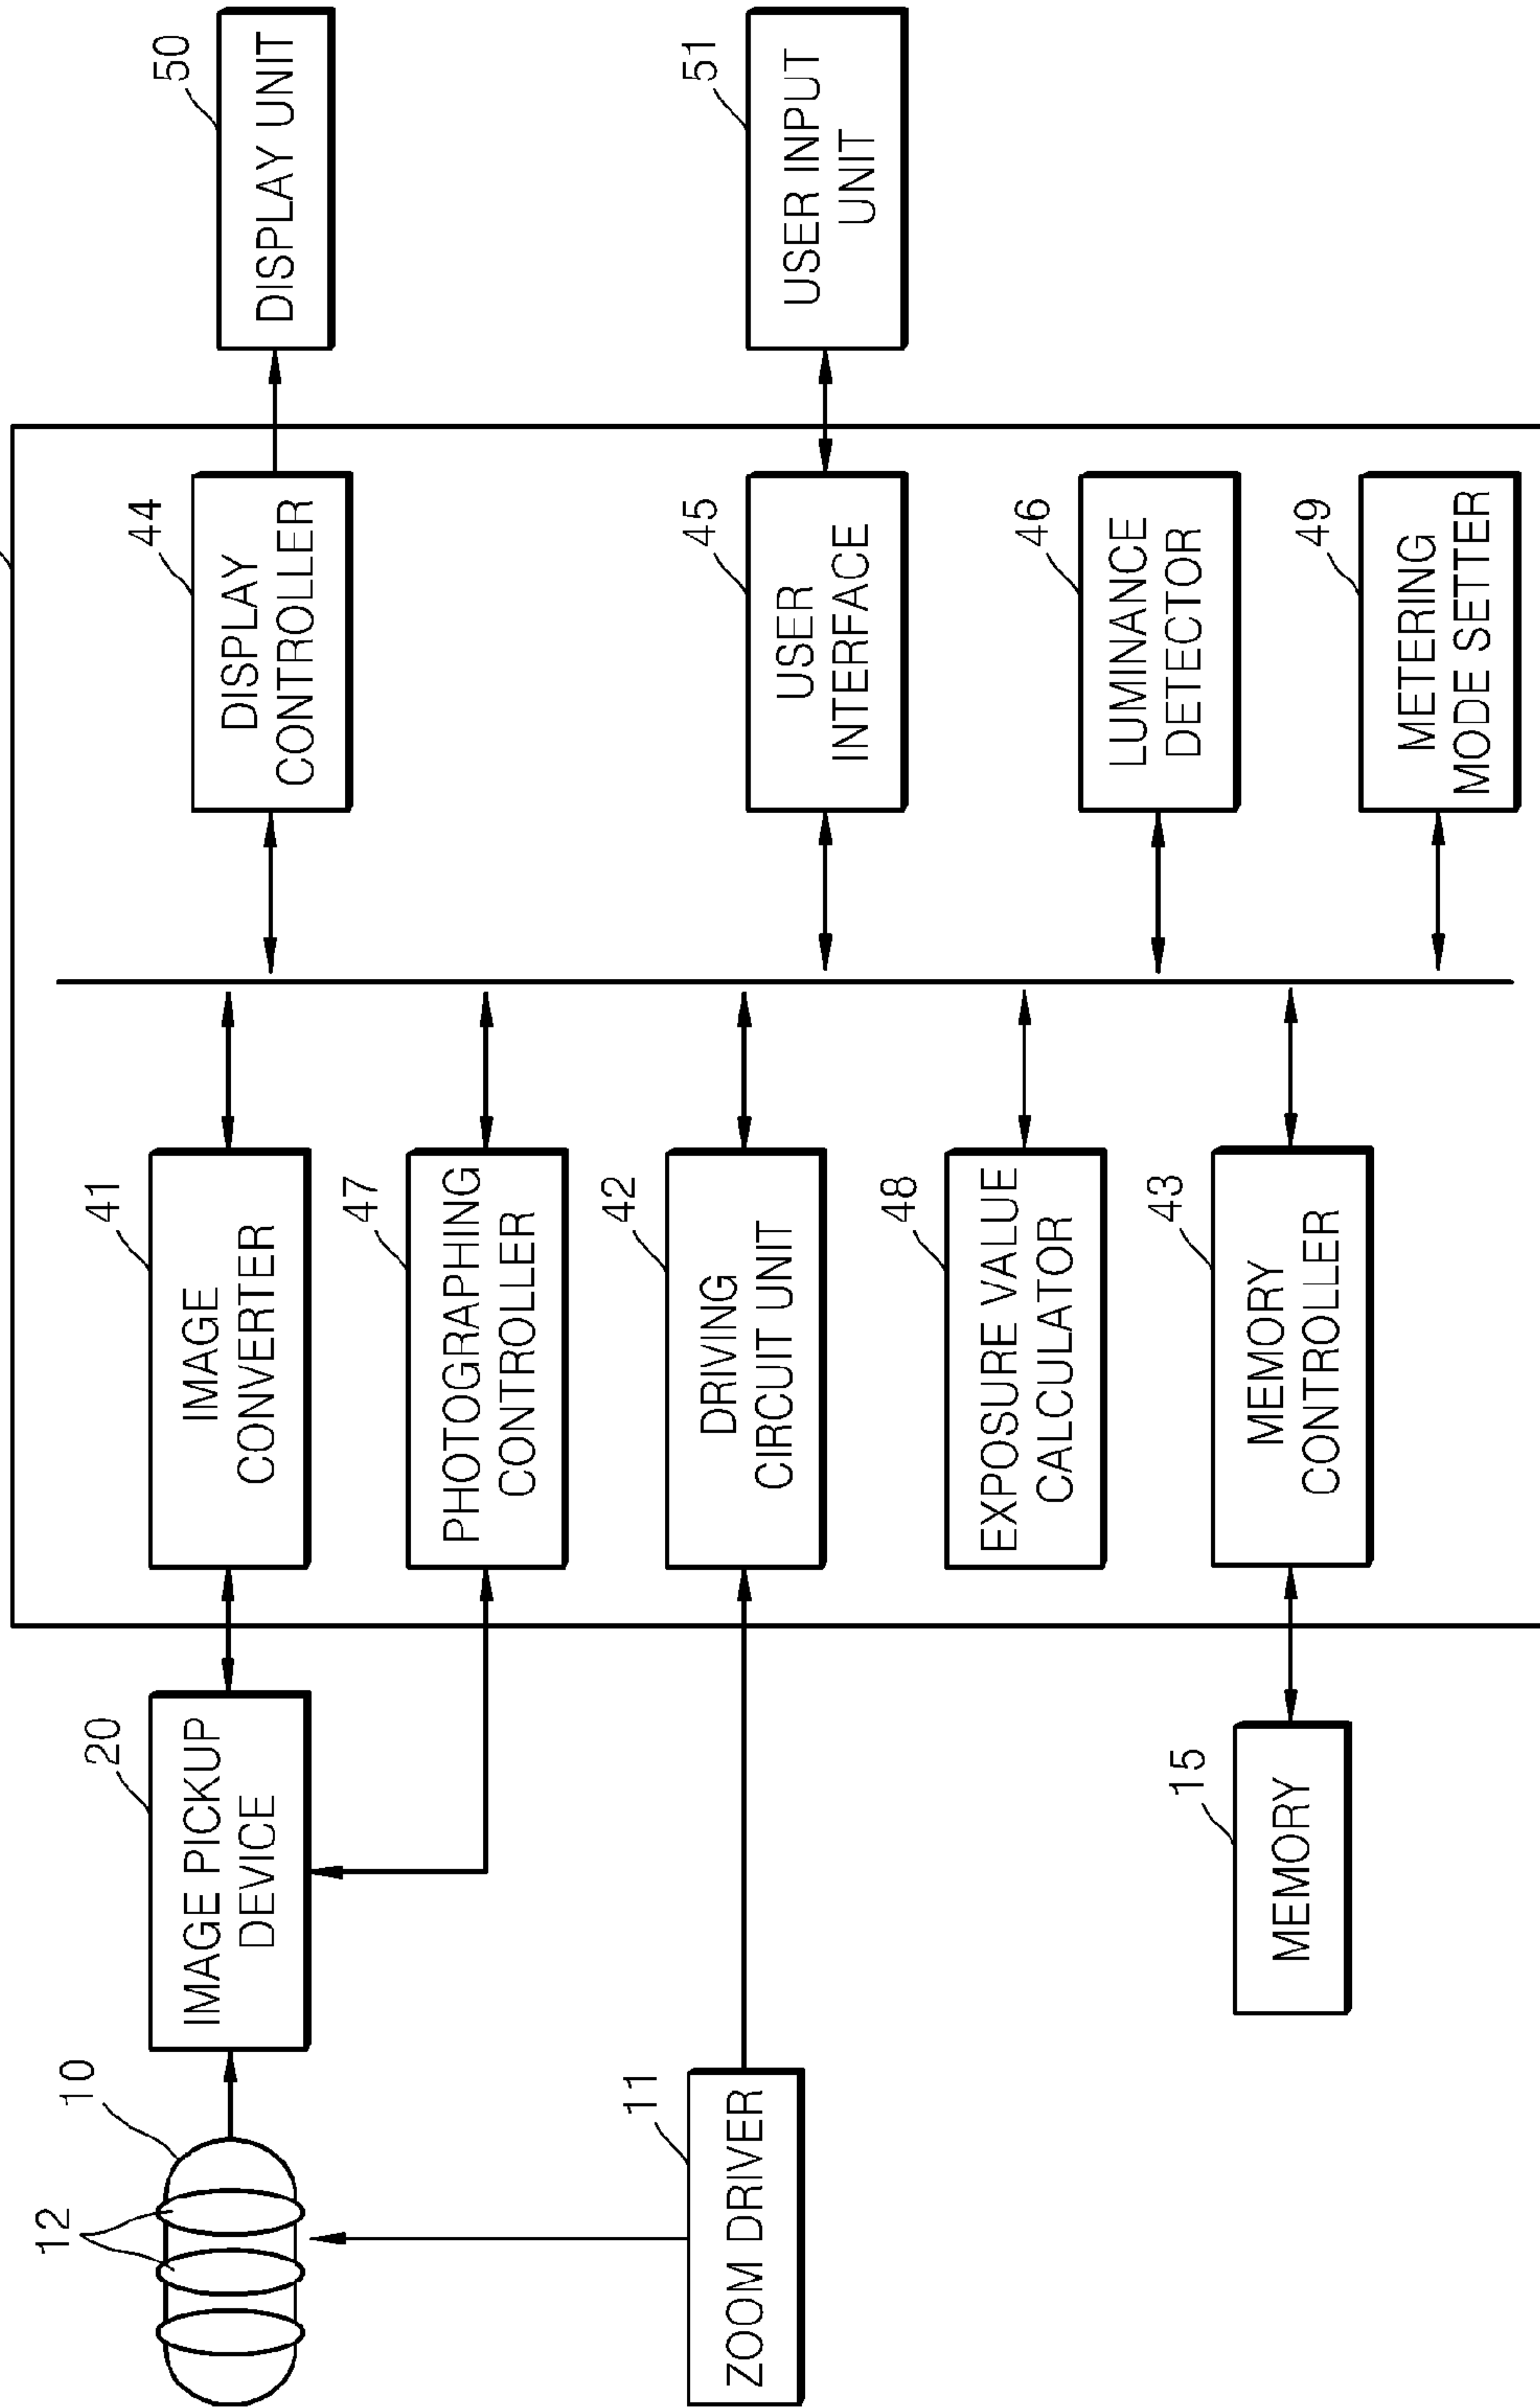 12
10
20
IMAGE PICKUP
DEVICE
41
IMAGE
CONVERTER
44
DISPLAY
CONTROLLER
50
DISPLAY UNIT
47
PHOTOGRAPHING
CONTROLLER
11
ZOOM DRIVER
42
DRIVING
CIRCUIT UNIT
45
USER
INTERFACE
51
USER INPUT
UNIT
48
EXPOSURE VALUE
CALCULATOR
46
LUMINANCE
DETECTOR
15
MEMORY
43
MEMORY
CONTROLLER
49
METERING
MODE SETTER